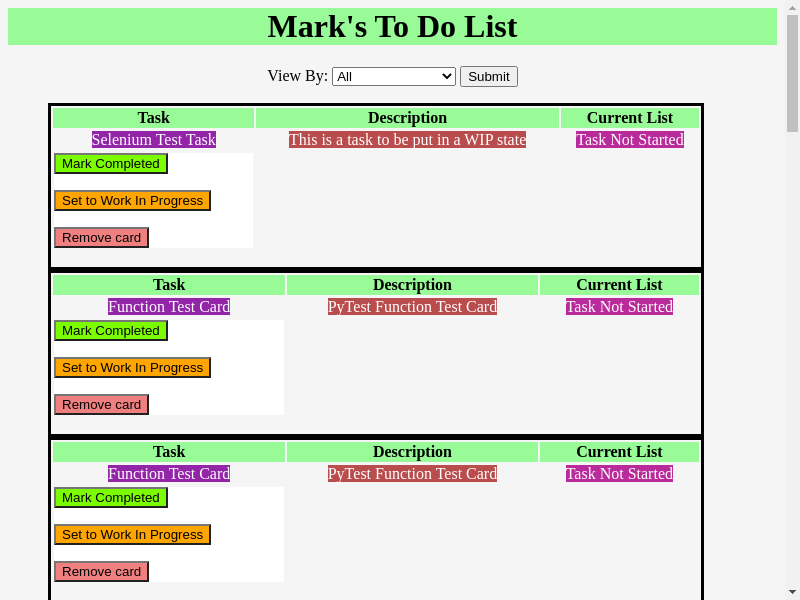 Mark's To Do List
View By: All Submit
Task Description Current List
Selenium Test Task This is a task to be put in a WIP state Task Not Started
Mark Completed
Set to Work In Progress
Remove card
Task Description Current List
Function Test Card PyTest Function Test Card Task Not Started
Mark Completed
Set to Work In Progress
Remove card
Task Description Current List
Function Test Card PyTest Function Test Card Task Not Started
Mark Completed
Set to Work In Progress
Remove card